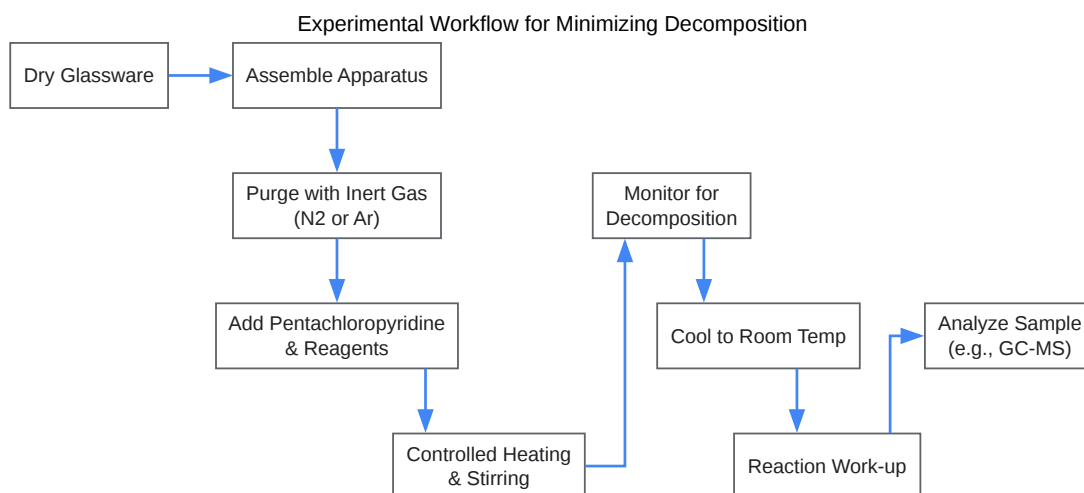 Experimental Workflow for Minimizing Decomposition
Dry Glassware
Assemble Apparatus
Purge with Inert Gas
(N2 or Ar)
Add Pentachloropyridine
& Reagents
Controlled Heating
& Stirring
Monitor for
Decomposition
Cool to Room Temp
Reaction Work-up
Analyze Sample
(e.g., GC-MS)